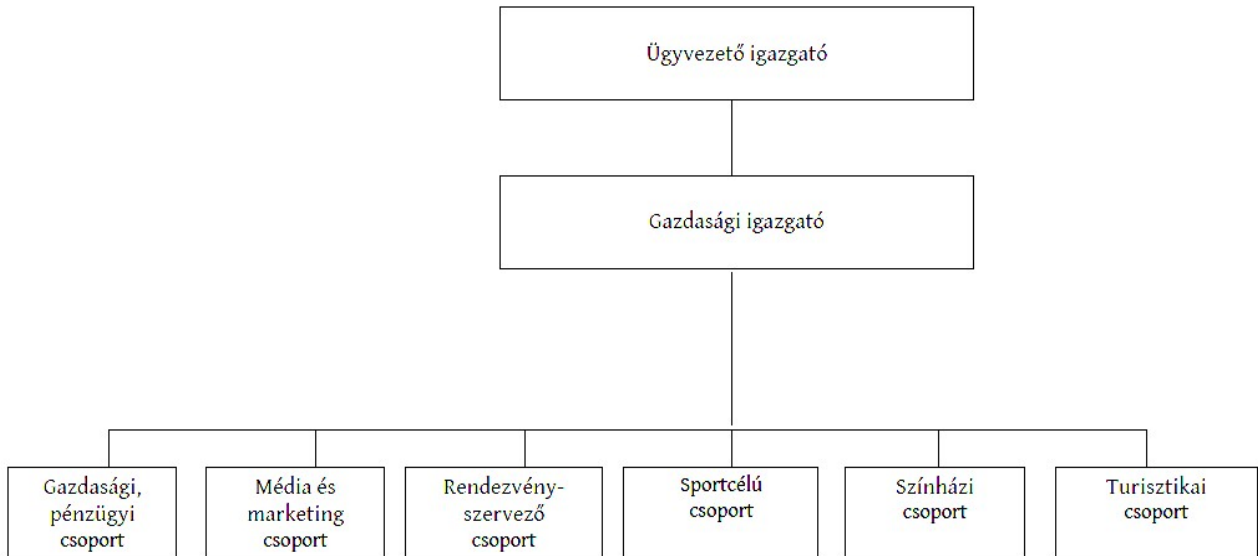 Ügyvezető igazgató
Gazdasági igazgató
Gazdasági,
pénzügyi
csoport
Média és
marketing
csoport
Rendezvény-
szervező
csoport
Sportcélú
csoport
Színházi
csoport
Turisztikai
csoport